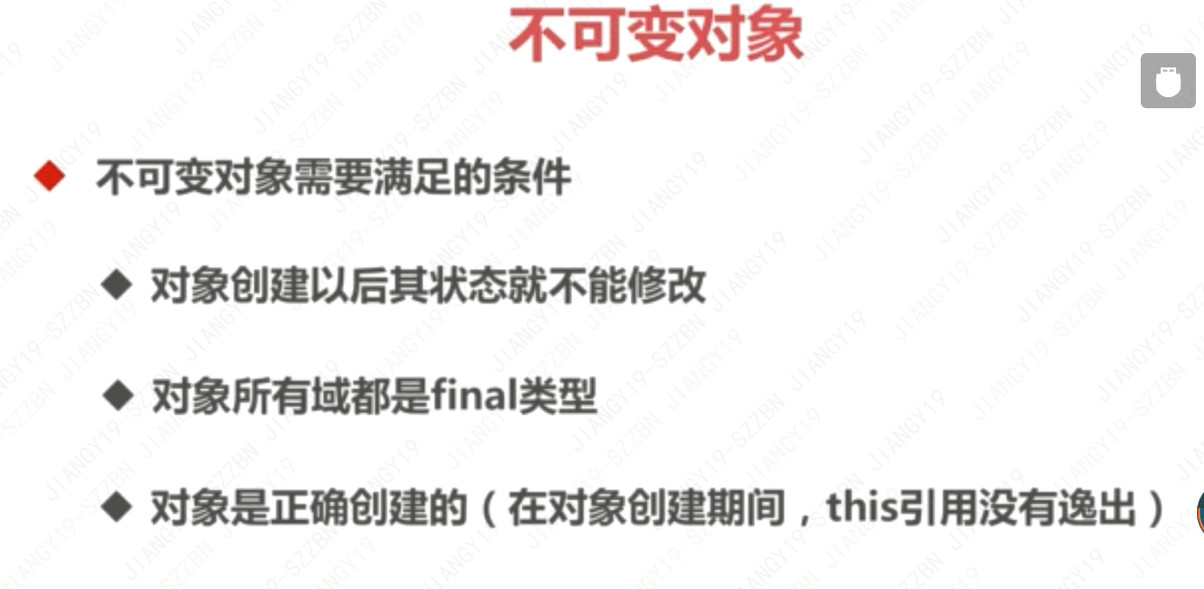 不可变对象
不可变对象需要满足的条件
对象创建以后其状态就不能修改
对象所有域都是final类型
对象是正确创建的（在对象创建期间，this引用没有逸出）
JIANGY19-SZZBN